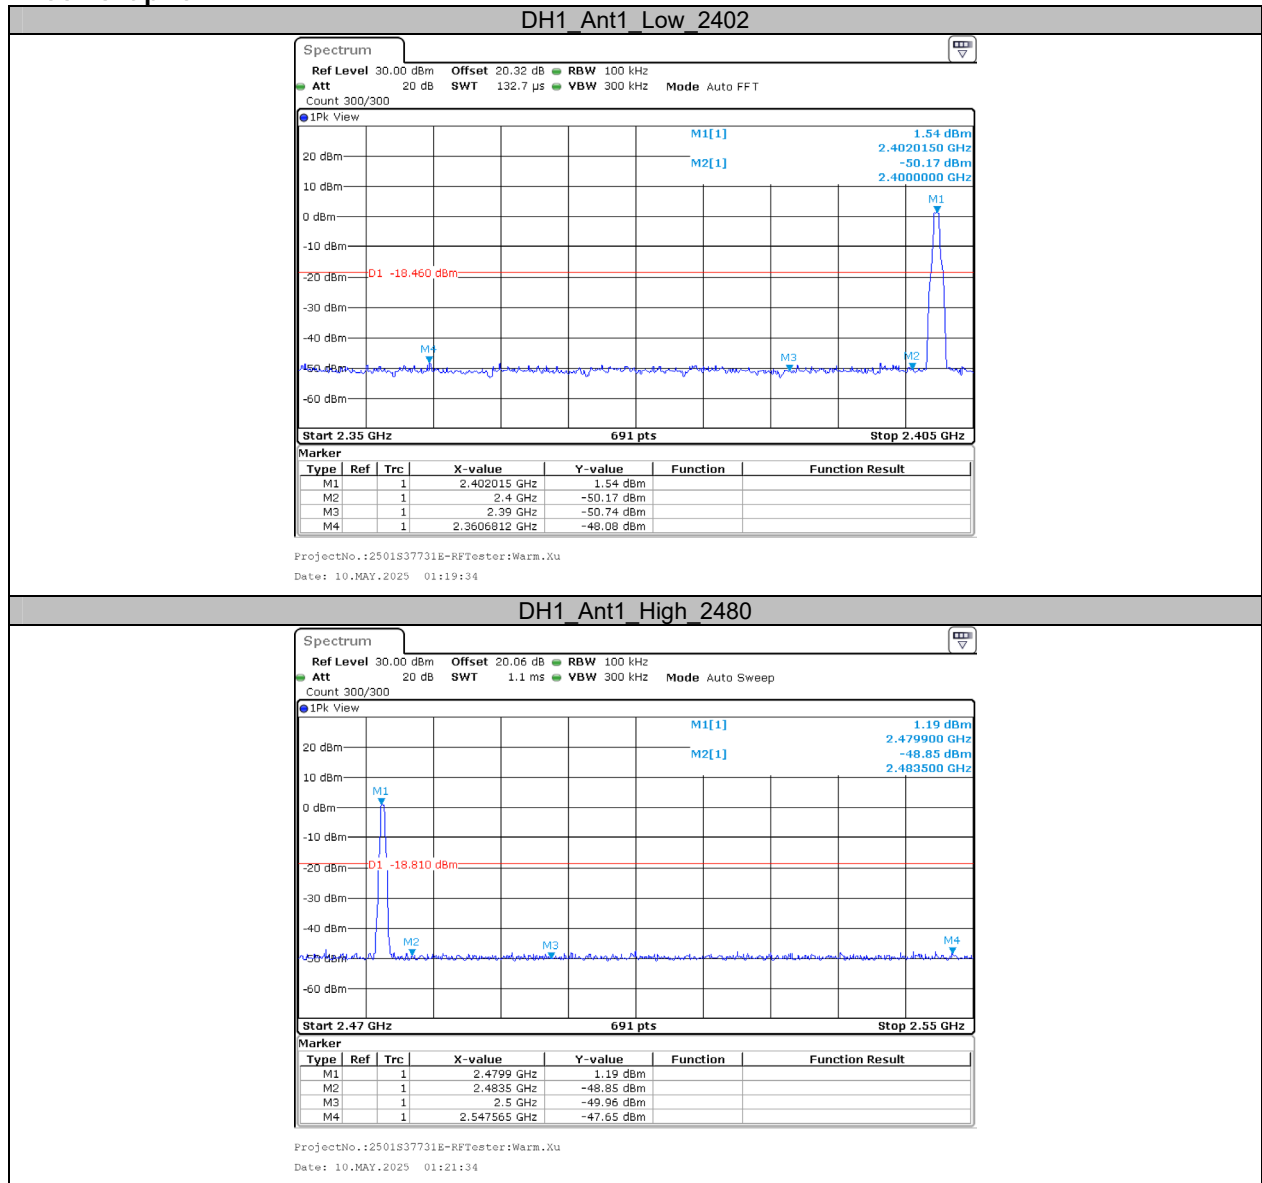 DH1_Ant1_Low_2402
Spectrum
Ref Level 30.00 dBm Offset 20.32 dB RBW 100 kHz
Att 20 dB SWT 132.7 µs VBW 300 kHz Mode Auto FFT
Count 300/300
1Pk View
M1[1] 1.54 dBm
2.4020150 GHz
M2[1] -50.17 dBm
2.4000000 GHz
20 dBm
10 dBm
M1
0 dBm
-10 dBm
D1 -18.460 dBm
-20 dBm
-30 dBm
-40 dBm
M4 M3 M2
-50 dBm
-60 dBm
Start 2.35 GHz 691 pts Stop 2.405 GHz
Marker
Type Ref Trc X-value Y-value Function Function Result
M1 1 2.402015 GHz 1.54 dBm
M2 1 2.4 GHz -50.17 dBm
M3 1 2.39 GHz -50.74 dBm
M4 1 2.3606812 GHz -48.08 dBm
ProjectNo.:2501S37731E-RFTester:Warm.Xu
Date: 10.MAY.2025 01:19:34
DH1_Ant1_High_2480
Spectrum
Ref Level 30.00 dBm Offset 20.06 dB RBW 100 kHz
Att 20 dB SWT 1.1 ms VBW 300 kHz Mode Auto Sweep
Count 300/300
1Pk View
M1[1] 1.19 dBm
2.479900 GHz
M2[1] -48.85 dBm
2.483500 GHz
20 dBm
10 dBm
M1
0 dBm
-10 dBm
D1 -18.810 dBm
-20 dBm
-30 dBm
-40 dBm
M2 M3 M4
-50 dBm
-60 dBm
Start 2.47 GHz 691 pts Stop 2.55 GHz
Marker
Type Ref Trc X-value Y-value Function Function Result
M1 1 2.4799 GHz 1.19 dBm
M2 1 2.4835 GHz -48.85 dBm
M3 1 2.5 GHz -49.96 dBm
M4 1 2.547565 GHz -47.65 dBm
ProjectNo.:2501S37731E-RFTester:Warm.Xu
Date: 10.MAY.2025 01:21:34